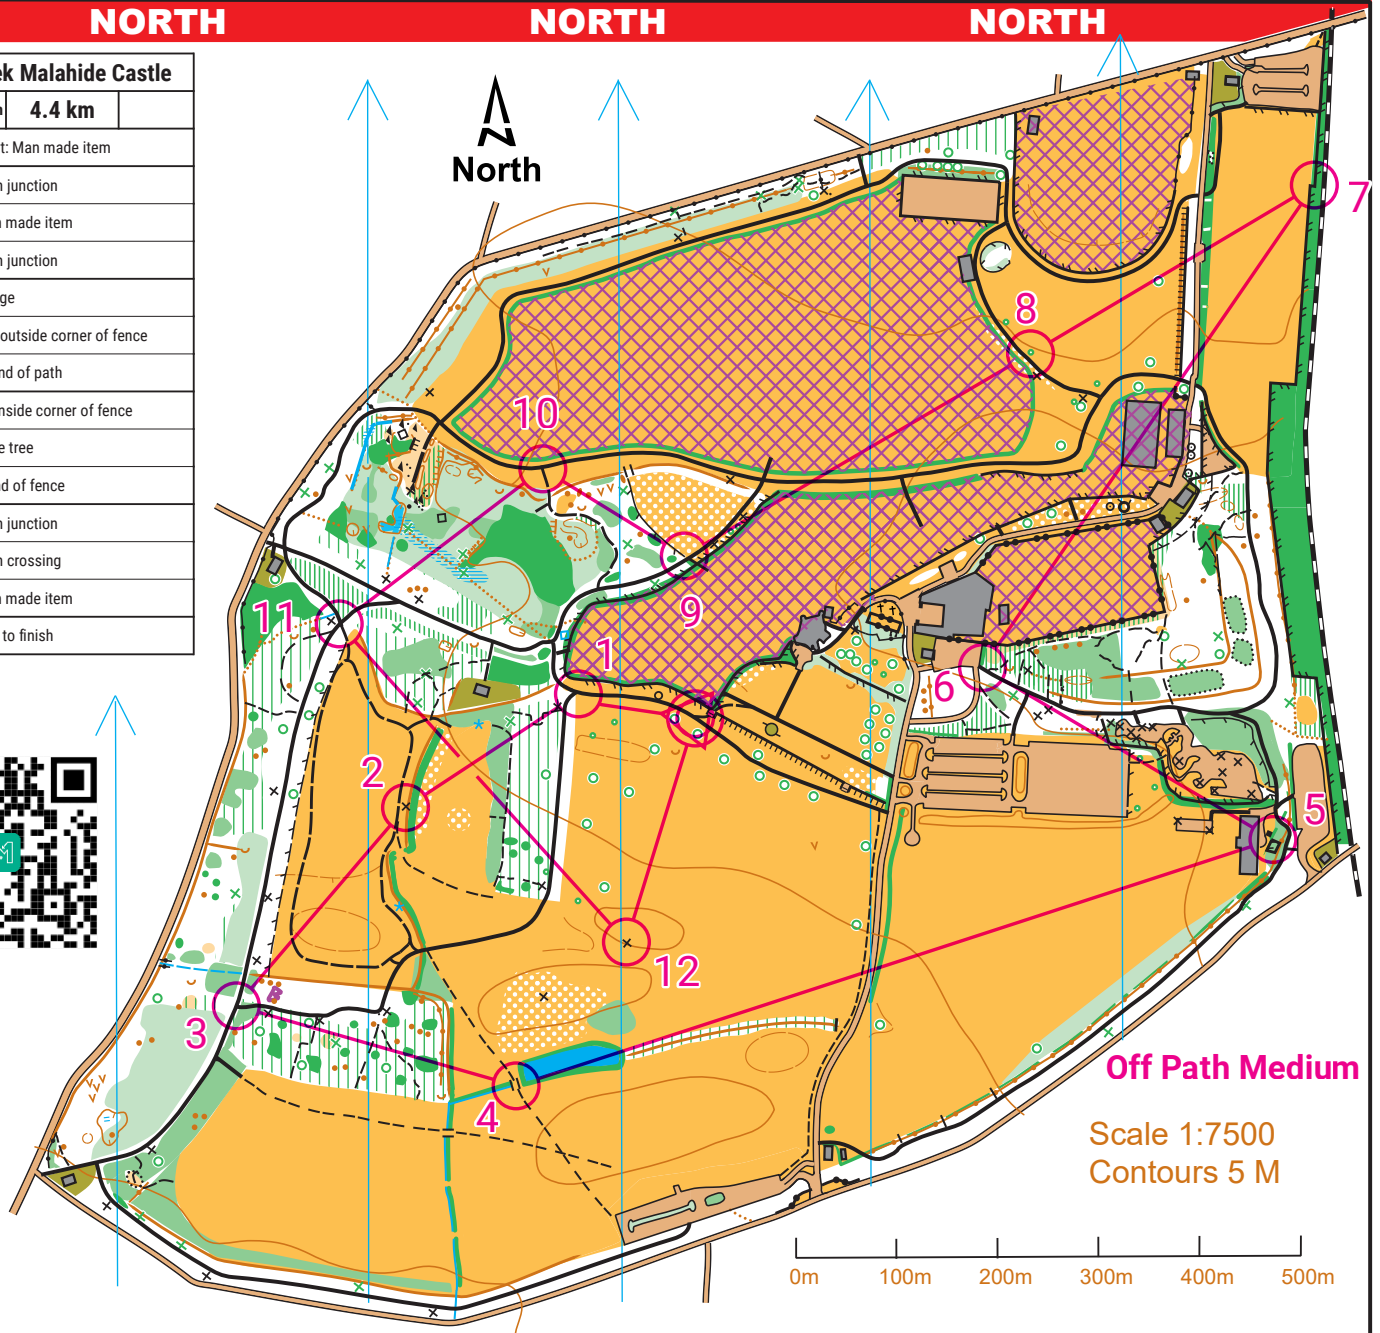 NORTH NORTH NORTH
Malahide Castle
4.4 km
Man made item
junction
made item
junction
outside corner of fence
of path
corner of fence
tree
of fence
junction
crossing
made item
to finish
North
7
8
10
9
11
1
6
2
5
12
3
4
Off Path Medium
Scale 1:7500
Contours 5 M
0m 100m 200m 300m 400m 500m